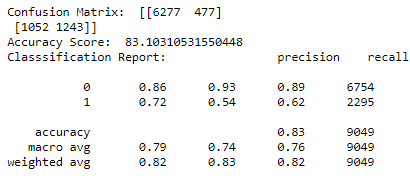 Confusion Matrix:  [[6277  477]
 [1052 1243]]
Accuracy Score:  83.10310531550448
Classsification Report:                precision    recall
0       0.86      0.93      0.89      6754
1       0.72      0.54      0.62      2295
accuracy                           0.83      9049
macro avg       0.79      0.74      0.76      9049
weighted avg       0.82      0.83      0.82      9049